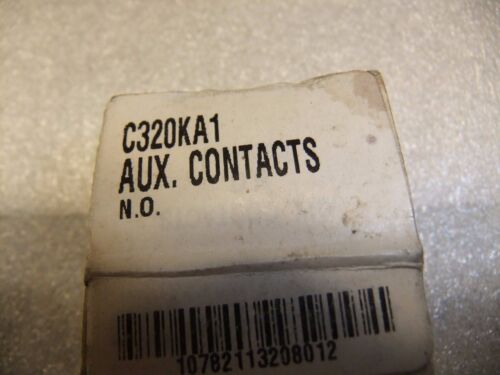 C320KA1
AUX. CONTACTS
N.O.
10782113208012